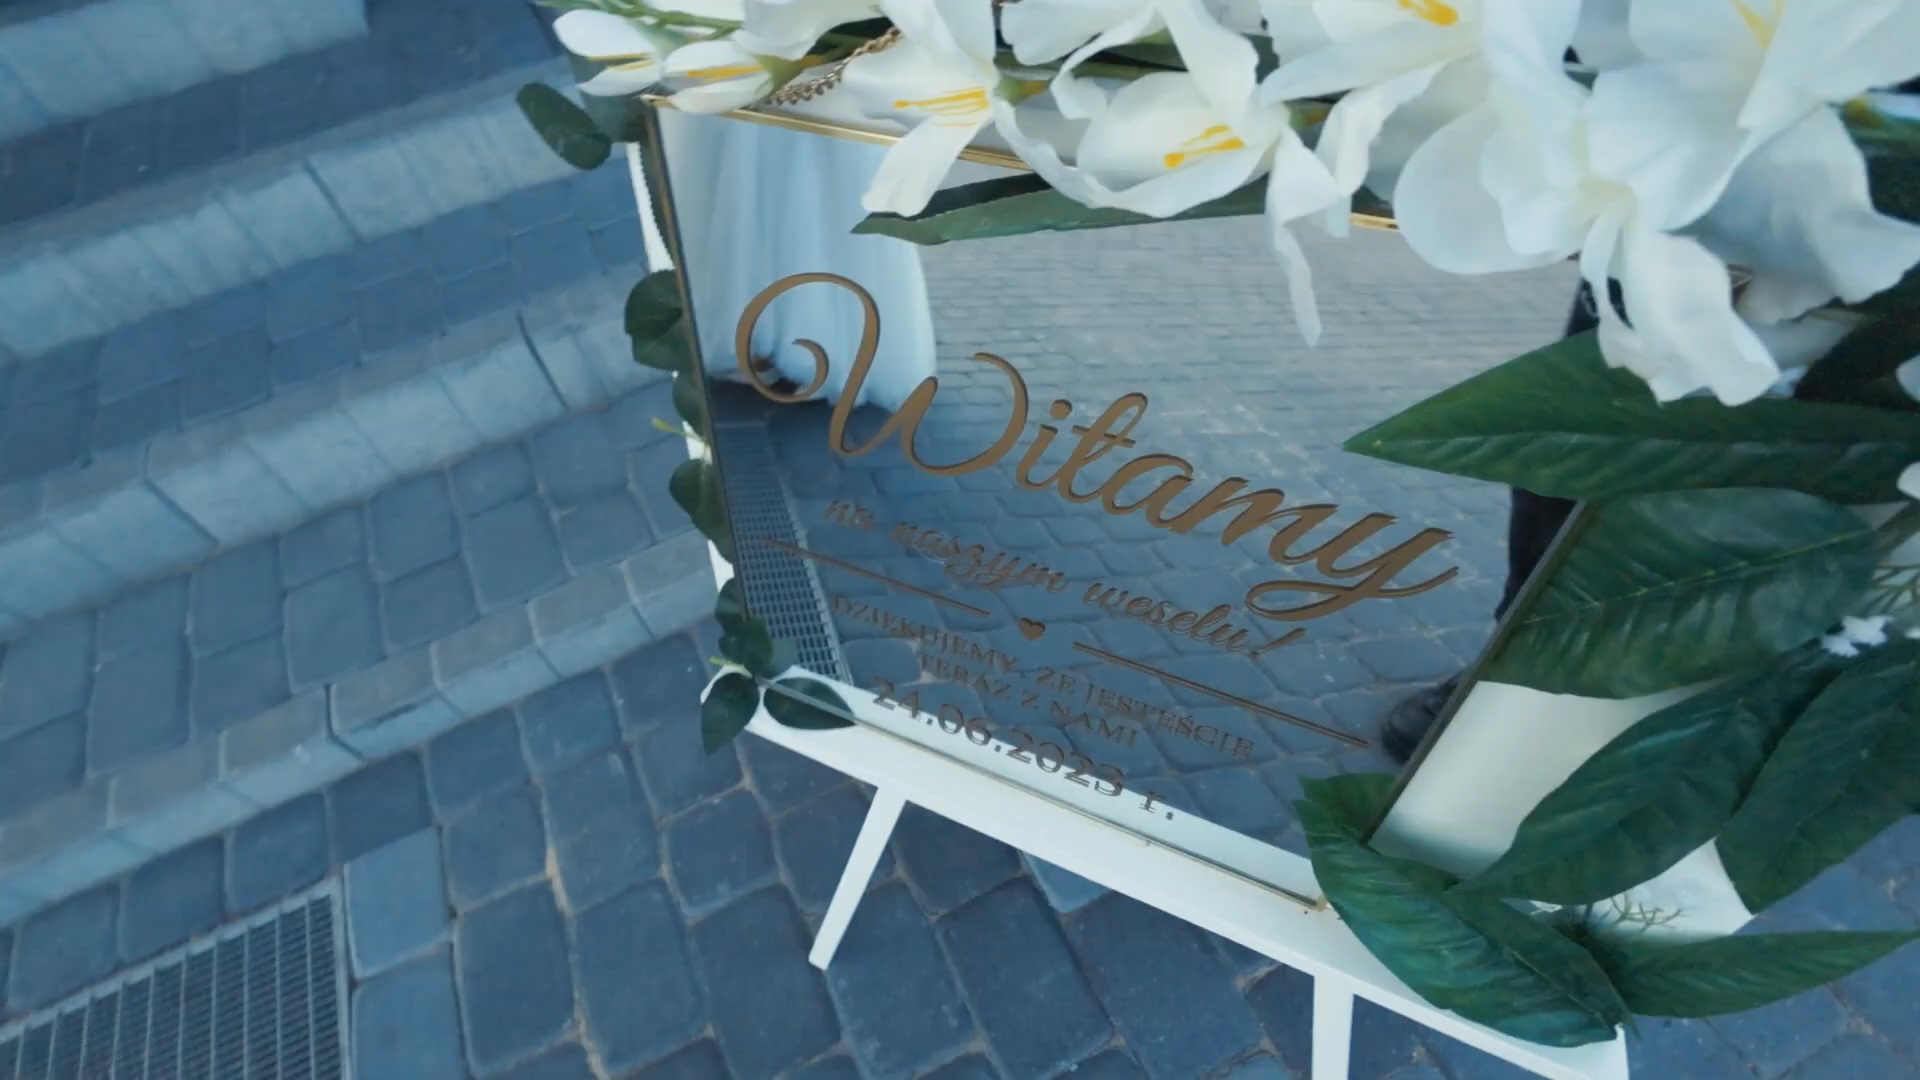 Witamy
na naszym weselu!
DZIĘKUJEMY, ŻE JESTEŚCIE
TERAZ Z NAMI
24.06.2023 r.